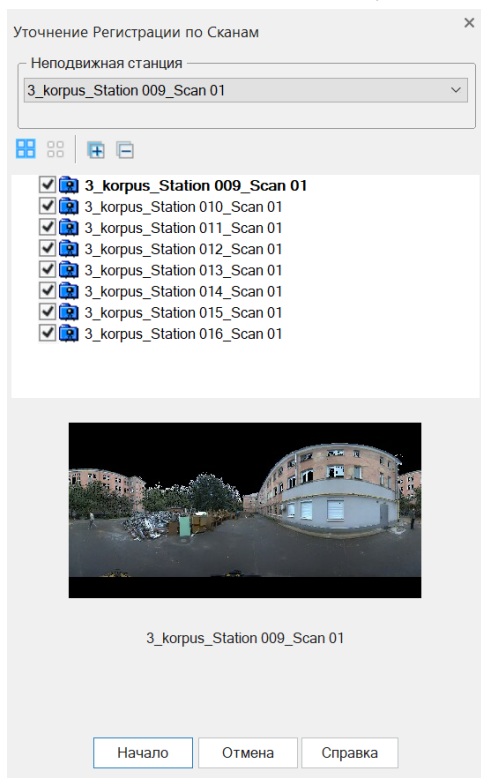 Уточнение Регистрации по Сканам
Неподвижная станция
3_korpus_Station 009_Scan 01
3_korpus_Station 009_Scan 01
3_korpus_Station 010_Scan 01
3_korpus_Station 011_Scan 01
3_korpus_Station 012_Scan 01
3_korpus_Station 013_Scan 01
3_korpus_Station 014_Scan 01
3_korpus_Station 015_Scan 01
3_korpus_Station 016_Scan 01
3_korpus_Station 009_Scan 01
Начало Отмена Справка